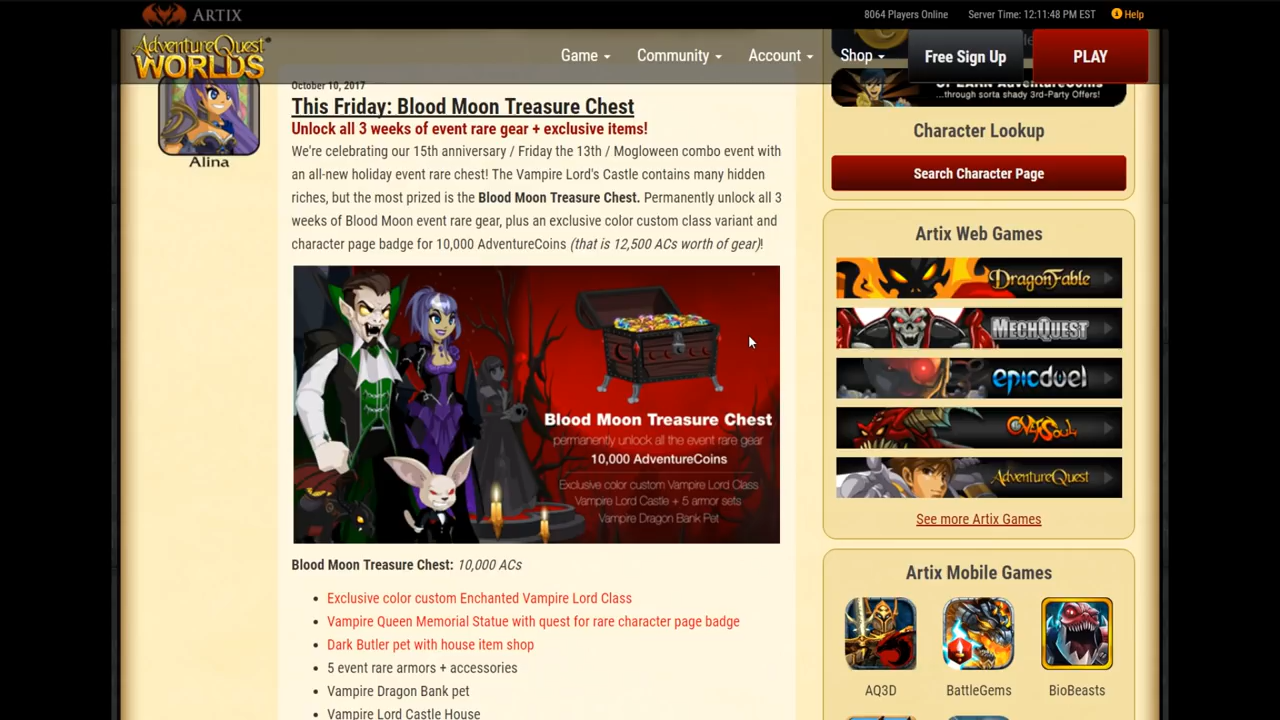 ARTIX
8064 Players Online
Server Time: 12:11:48 PM EST
Help
AdventureQuest
WORLDS
Game
Community
Account
Shop
Free Sign Up
PLAY
Alina
October 10, 2017
This Friday: Blood Moon Treasure Chest
Unlock all 3 weeks of event rare gear + exclusive items!
We're celebrating our 15th anniversary / Friday the 13th / Mogloween combo event with
an all-new holiday event rare chest! The Vampire Lord's Castle contains many hidden
riches, but the most prized is the Blood Moon Treasure Chest. Permanently unlock all 3
weeks of Blood Moon event rare gear, plus an exclusive color custom class variant and
character page badge for 10,000 AdventureCoins (that is 12,500 ACs worth of gear)!
Blood Moon Treasure Chest
permanently unlock all the event rare gear
10,000 AdventureCoins
Exclusive color custom Vampire Lord Class
Vampire Lord Castle + 5 armor sets
Vampire Dragon Bank Pet
Blood Moon Treasure Chest: 10,000 ACs
Exclusive color custom Enchanted Vampire Lord Class
Vampire Queen Memorial Statue with quest for rare character page badge
Dark Butler pet with house item shop
5 event rare armors + accessories
Vampire Dragon Bank pet
Vampire Lord Castle House
...through sorta shady 3rd-Party Offers!
Character Lookup
Search Character Page
Artix Web Games
DragonFable
MECHQUEST
epicduel
OverSoul
AdventureQuest
See more Artix Games
Artix Mobile Games
AQ3D
BattleGems
BioBeasts